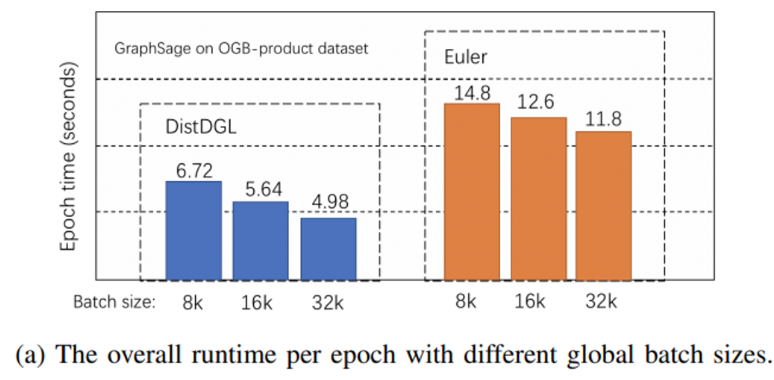 GraphSage on OGB-product dataset
Euler
DistDGL
Epoch time (seconds)
6.72
5.64
4.98
14.8
12.6
11.8
Batch size: 8k 16k 32k 8k 16k 32k
(a) The overall runtime per epoch with different global batch sizes.